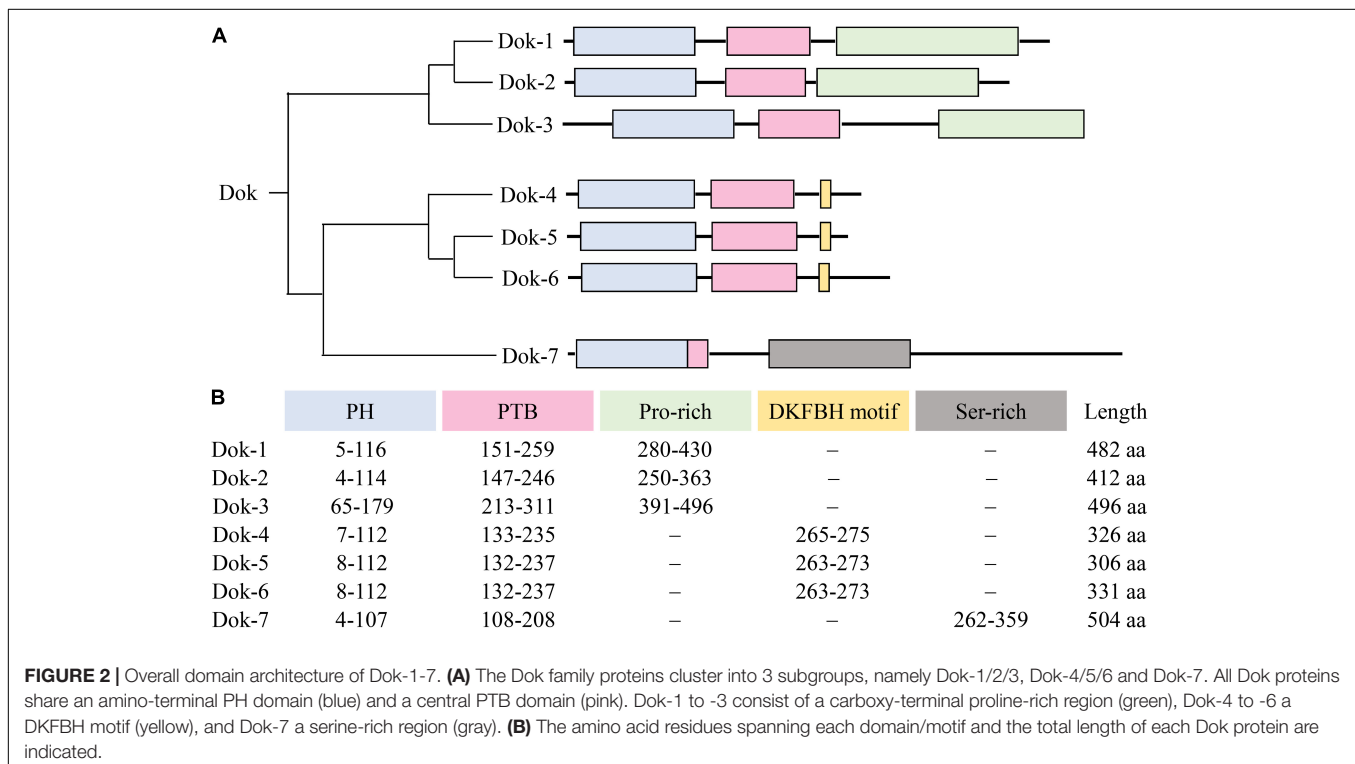 A
Dok-1
Dok-2
Dok-3
Dok
Dok-4
Dok-5
Dok-6
Dok-7
B
PH PTB Pro-rich DKFBH motif Ser-rich Length
Dok-1 5-116 151-259 280-430 – – 482 aa
Dok-2 4-114 147-246 250-363 – – 412 aa
Dok-3 65-179 213-311 391-496 – – 496 aa
Dok-4 7-112 133-235 – 265-275 – 326 aa
Dok-5 8-112 132-237 – 263-273 – 306 aa
Dok-6 8-112 132-237 – 263-273 – 331 aa
Dok-7 4-107 108-208 – – 262-359 504 aa
FIGURE 2 | Overall domain architecture of Dok-1-7. (A) The Dok family proteins cluster into 3 subgroups, namely Dok-1/2/3, Dok-4/5/6 and Dok-7. All Dok proteins
share an amino-terminal PH domain (blue) and a central PTB domain (pink). Dok-1 to -3 consist of a carboxy-terminal proline-rich region (green), Dok-4 to -6 a
DKFBH motif (yellow), and Dok-7 a serine-rich region (gray). (B) The amino acid residues spanning each domain/motif and the total length of each Dok protein are
indicated.